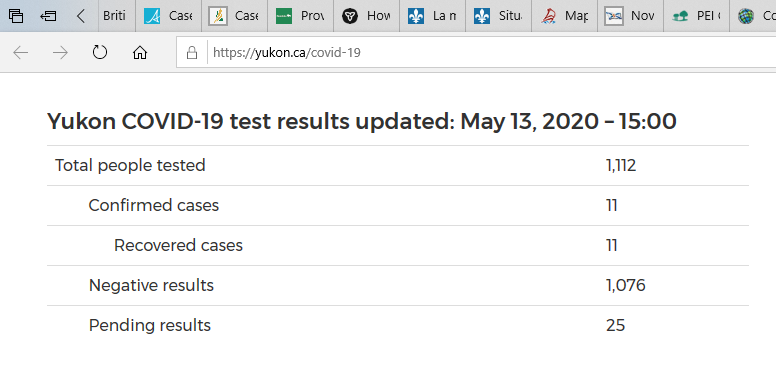 Briti Case Case Prov How La m Situ Map Nov PEI Co
https://yukon.ca/covid-19
Yukon COVID-19 test results updated: May 13, 2020 – 15:00
Total people tested 1,112
Confirmed cases 11
Recovered cases 11
Negative results 1,076
Pending results 25